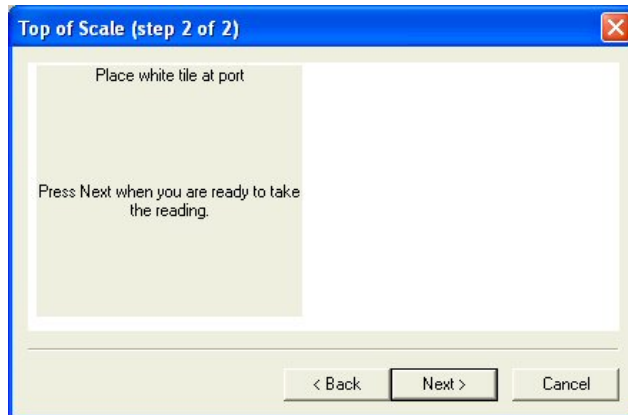 Top of Scale (step 2 of 2)
Place white tile at port
Press Next when you are ready to take
the reading.
< Back
Next >
Cancel